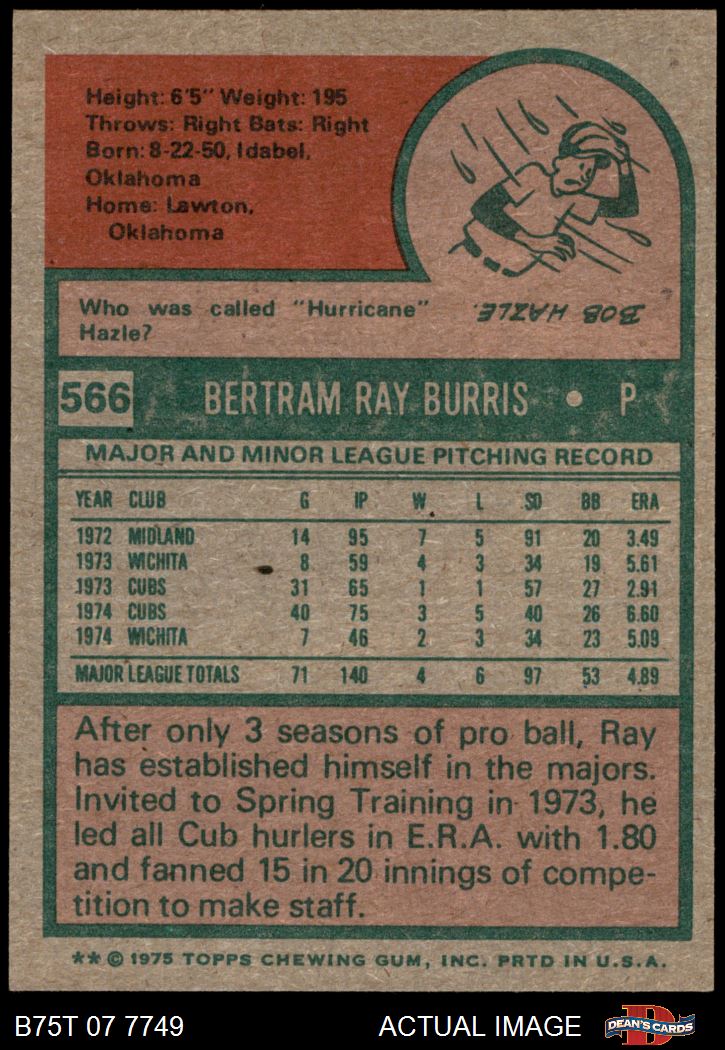 Height: 6'5" Weight: 195
Throws: Right Bats: Right
Born: 8-22-50, Idabel,
Oklahoma
Home: Lawton,
Oklahoma
Who was called "Hurricane"
Hazle?
BOB HAZLE.
566 BERTRAM RAY BURRIS • P
MAJOR AND MINOR LEAGUE PITCHING RECORD
YEAR CLUB G IP W L SO BB ERA
1972 MIDLAND 14 95 7 5 91 20 3.49
1973 WICHITA 8 59 4 3 34 19 5.61
1973 CUBS 31 65 1 1 57 27 2.91
1974 CUBS 40 75 3 5 40 26 6.60
1974 WICHITA 7 46 2 3 34 23 5.09
MAJOR LEAGUE TOTALS 71 140 4 6 97 53 4.89
After only 3 seasons of pro ball, Ray
has established himself in the majors.
Invited to Spring Training in 1973, he
led all Cub hurlers in E.R.A. with 1.80
and fanned 15 in 20 innings of compe-
tition to make staff.
** © 1975 TOPPS CHEWING GUM, INC. PRTD IN U.S.A.
B75T 07 7749 ACTUAL IMAGE
D
DEAN'S CARDS